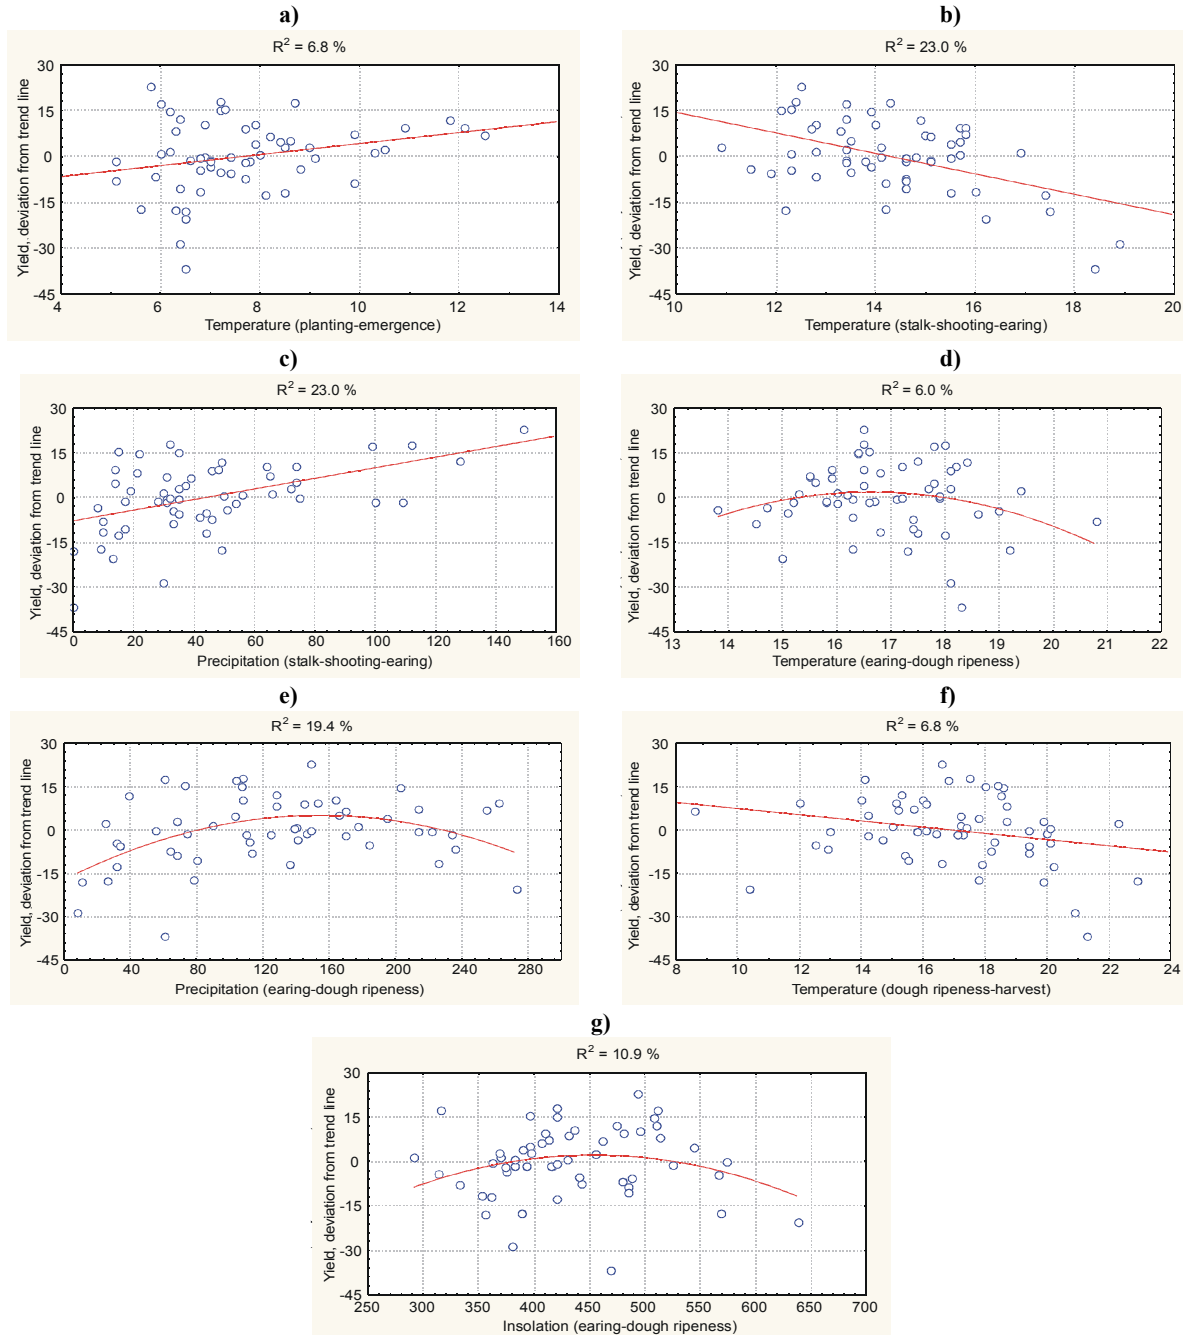 a)
R² = 6.8 %
Yield, deviation from trend line
30
15
0
-15
-30
-45
4 6 8 10 12 14
Temperature (planting-emergence)
b)
R² = 23.0 %
Yield, deviation from trend line
30
15
0
-15
-30
-45
10 12 14 16 18 20
Temperature (stalk-shooting-earing)
c)
R² = 23.0 %
Yield, deviation from trend line
30
15
0
-15
-30
-45
0 20 40 60 80 100 120 140 160
Precipitation (stalk-shooting-earing)
d)
R² = 6.0 %
Yield, deviation from trend line
30
15
0
-15
-30
-45
13 14 15 16 17 18 19 20 21 22
Temperature (earing-dough ripeness)
e)
R² = 19.4 %
Yield, deviation from trend line
30
15
0
-15
-30
-45
0 40 80 120 160 200 240 280
Precipitation (earing-dough ripeness)
f)
R² = 6.8 %
Yield, deviation from trend line
30
15
0
-15
-30
-45
8 10 12 14 16 18 20 22 24
Temperature (dough ripeness-harvest)
g)
R² = 10.9 %
Yield, deviation from trend line
30
15
0
-15
-30
-45
250 300 350 400 450 500 550 600 650 700
Insolation (earing-dough ripeness)